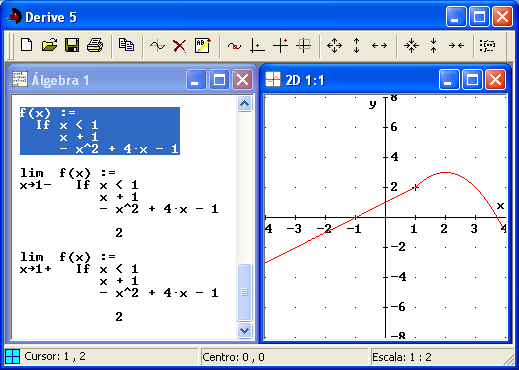 Derive 5
Álgebra 1
f(x) :=
If x < 1
x + 1
- x^2 + 4·x - 1
lim f(x) :=
x→1- If x < 1
x + 1
- x^2 + 4·x - 1
2
lim f(x) :=
x→1+ If x < 1
x + 1
- x^2 + 4·x - 1
2
2D 1:1
8
y
6
4
2
x
4 -3 -2 -1 1 2 3 4
-2
-4
-6
-8
Cursor: 1 , 2
Centro: 0 , 0
Escala: 1 : 2